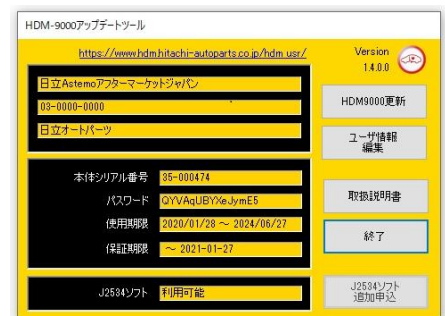 HDM-9000アップデートツール
https://www.hdm.hitachi-autoparts.co.jp/hdm_usr/
Version
1.4.0.0
日立Astemoアフターマーケットジャパン
03-0000-0000
日立オートパーツ
HDM9000更新
ユーザ情報
編集
本体シリアル番号 35-000474
パスワード QYVAqUBYXeJymE5
使用期限 2020/01/28 ～ 2024/06/27
保証期限 ～ 2021-01-27
取扱説明書
終了
J2534ソフト 利用可能
J2534ソフト
追加申込